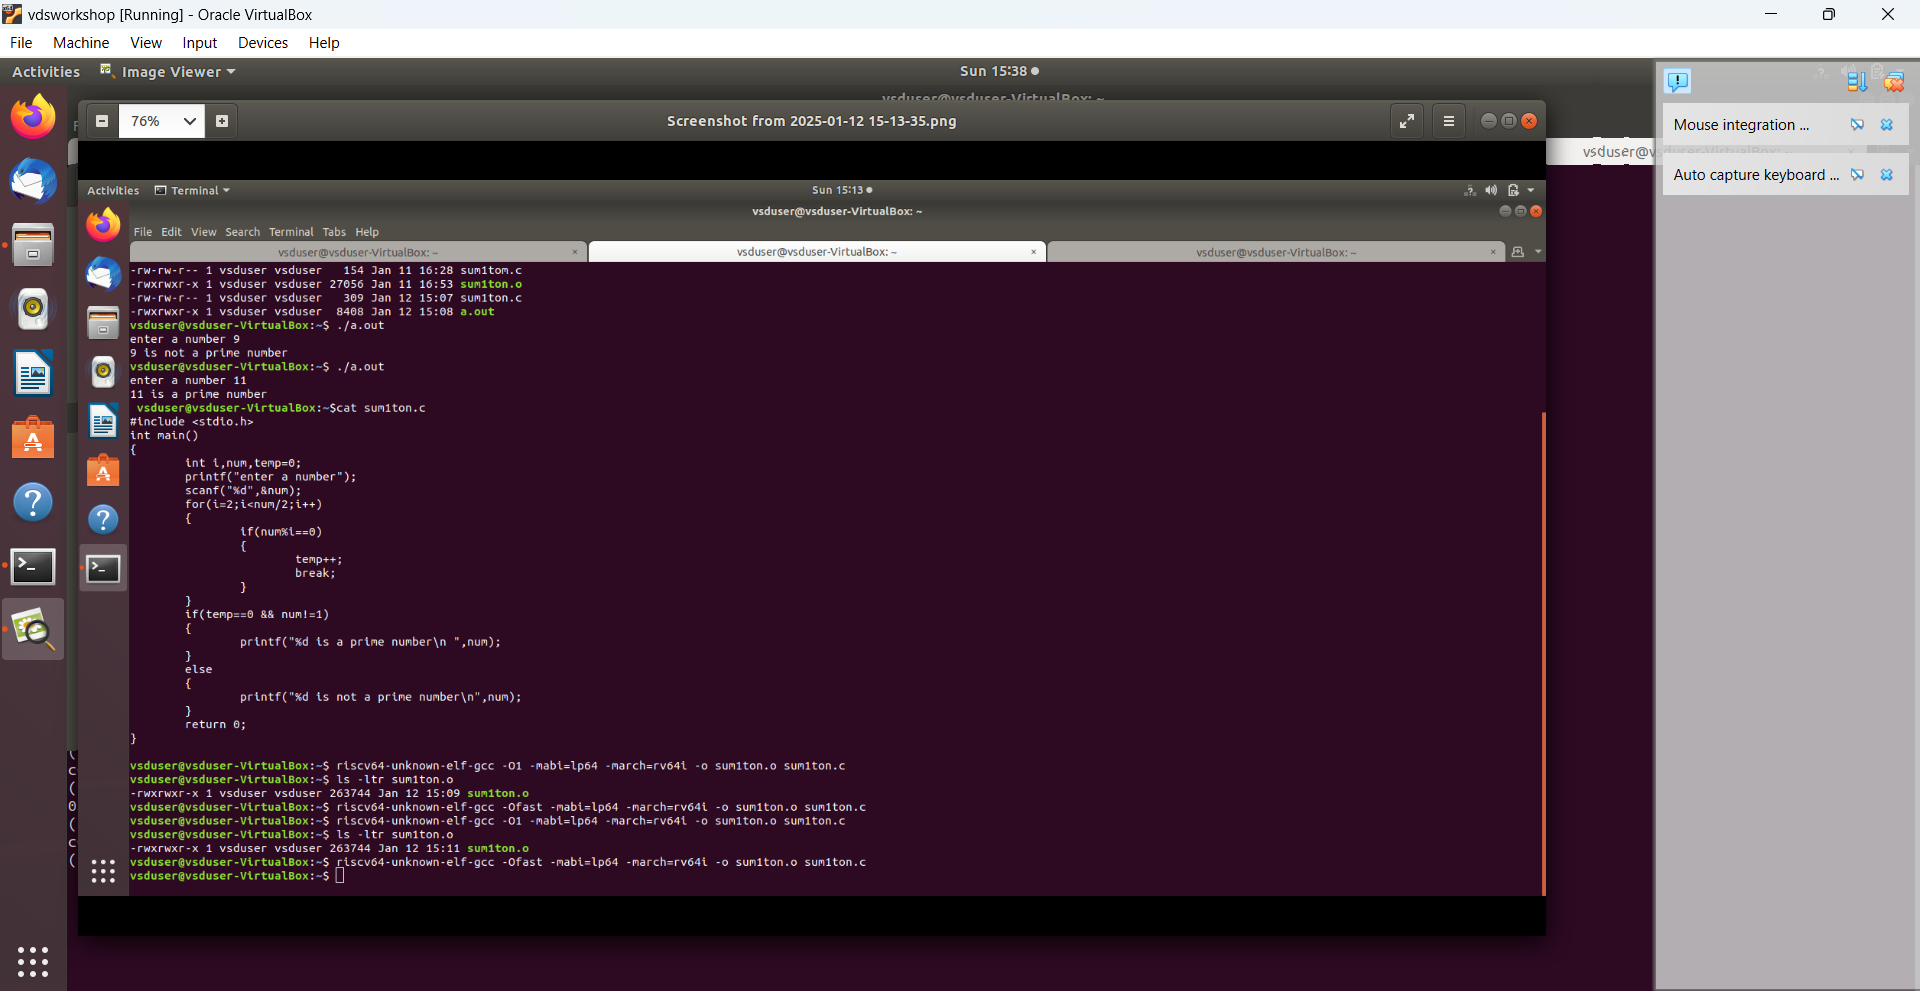 vdsworkshop [Running] - Oracle VirtualBox
File Machine View Input Devices Help
Activities Image Viewer Sun 15:38
vsduser@vsduser-VirtualBox: ~
76% Screenshot from 2025-01-12 15-13-35.png
Mouse integration ...
vsduser@vsduser-VirtualBox: ~
Auto capture keyboard ...
Activities Terminal Sun 15:13
vsduser@vsduser-VirtualBox: ~
File Edit View Search Terminal Tabs Help
vsduser@vsduser-VirtualBox: ~ vsduser@vsduser-VirtualBox: ~ vsduser@vsduser-VirtualBox: ~
-rw-rw-r-- 1 vsduser vsduser 154 Jan 11 16:28 sum1tom.c
-rwxrwxr-x 1 vsduser vsduser 27056 Jan 11 16:53 sum1ton.o
-rw-rw-r-- 1 vsduser vsduser 309 Jan 12 15:07 sum1ton.c
-rwxrwxr-x 1 vsduser vsduser 8408 Jan 12 15:08 a.out
vsduser@vsduser-VirtualBox:~$ ./a.out
enter a number 9
9 is not a prime number
vsduser@vsduser-VirtualBox:~$ ./a.out
enter a number 11
11 is a prime number
vsduser@vsduser-VirtualBox:~$cat sum1ton.c
#include <stdio.h>
int main()
{
int i,num,temp=0;
printf("enter a number");
scanf("%d",&num);
for(i=2;i<num/2;i++)
{
if(num%i==0)
{
temp++;
break;
}
}
if(temp==0 && num!=1)
{
printf("%d is a prime number\n ",num);
}
else
{
printf("%d is not a prime number\n",num);
}
return 0;
}
vsduser@vsduser-VirtualBox:~$ riscv64-unknown-elf-gcc -O1 -mabi=lp64 -march=rv64i -o sum1ton.o sum1ton.c
vsduser@vsduser-VirtualBox:~$ ls -ltr sum1ton.o
-rwxrwxr-x 1 vsduser vsduser 263744 Jan 12 15:09 sum1ton.o
vsduser@vsduser-VirtualBox:~$ riscv64-unknown-elf-gcc -Ofast -mabi=lp64 -march=rv64i -o sum1ton.o sum1ton.c
vsduser@vsduser-VirtualBox:~$ riscv64-unknown-elf-gcc -O1 -mabi=lp64 -march=rv64i -o sum1ton.o sum1ton.c
vsduser@vsduser-VirtualBox:~$ ls -ltr sum1ton.o
-rwxrwxr-x 1 vsduser vsduser 263744 Jan 12 15:11 sum1ton.o
vsduser@vsduser-VirtualBox:~$ riscv64-unknown-elf-gcc -Ofast -mabi=lp64 -march=rv64i -o sum1ton.o sum1ton.c
vsduser@vsduser-VirtualBox:~$